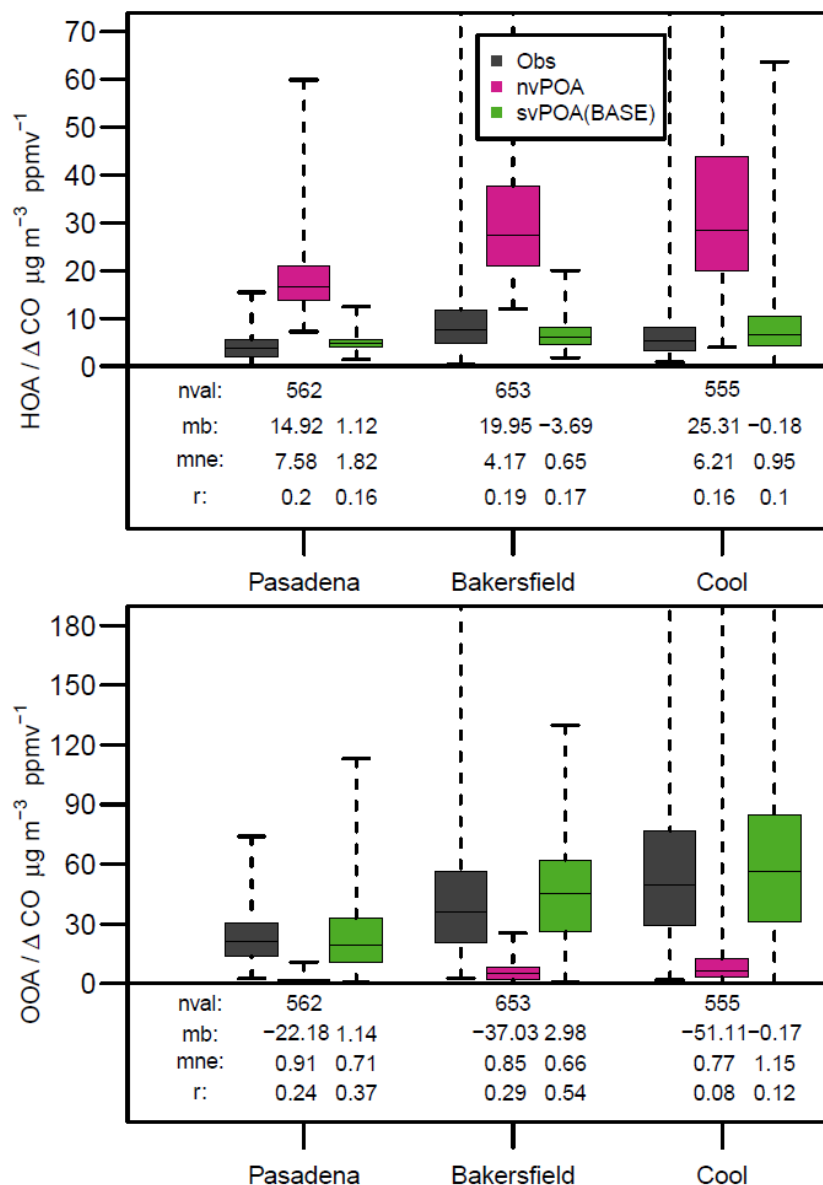 70
60
50
40
30
20
10
0
HOA / Δ CO μg m⁻³ ppmv⁻¹
Obs
nvPOA
svPOA(BASE)
nval: 562 653 555
mb: 14.92 1.12 19.95 −3.69 25.31 −0.18
mne: 7.58 1.82 4.17 0.65 6.21 0.95
r: 0.2 0.16 0.19 0.17 0.16 0.1
Pasadena Bakersfield Cool
180
150
120
90
60
30
0
OOA / Δ CO μg m⁻³ ppmv⁻¹
nval: 562 653 555
mb: −22.18 1.14 −37.03 2.98 −51.11 −0.17
mne: 0.91 0.71 0.85 0.66 0.77 1.15
r: 0.24 0.37 0.29 0.54 0.08 0.12
Pasadena Bakersfield Cool